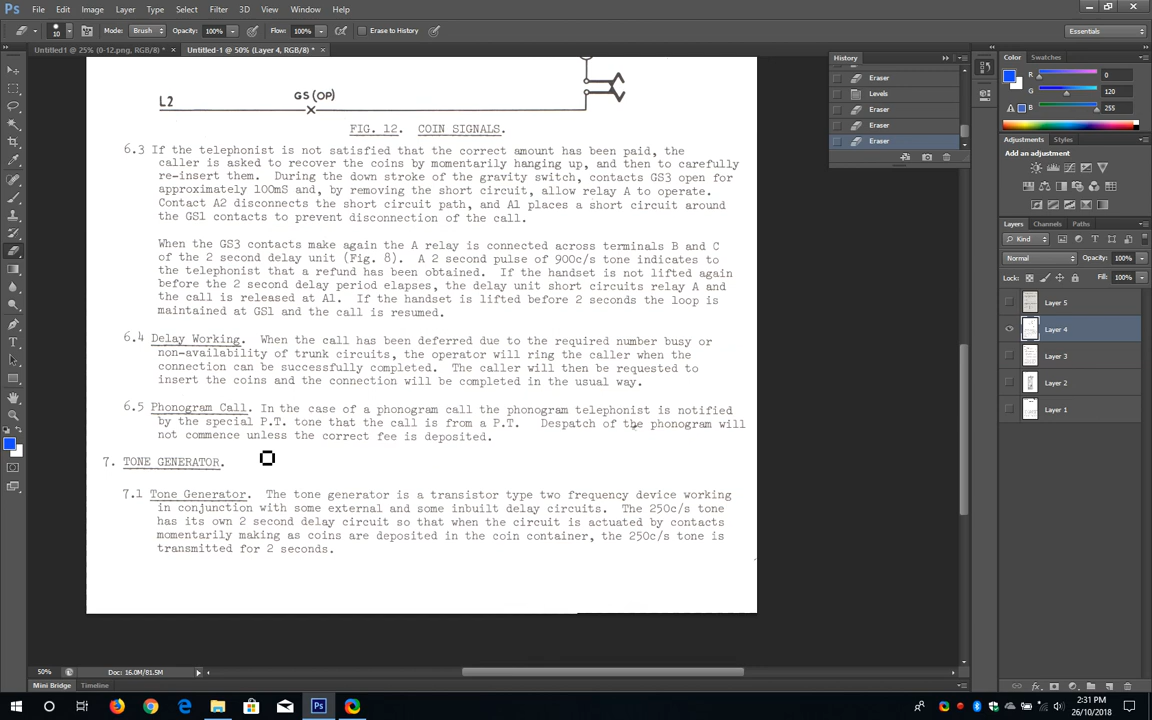 Ps File Edit Image Layer Type Select Filter 3D View Window Help
10 Mode: Brush Opacity: 100% Flow: 100% Erase to History Essentials
Untitled1 @ 25% (0-12.png, RGB/8) * × Untitled-1 @ 50% (Layer 4, RGB/8) * ×
L2 GS (OP)
FIG. 12. COIN SIGNALS.
6.3 If the telephonist is not satisfied that the correct amount has been paid, the
caller is asked to recover the coins by momentarily hanging up, and then to carefully
re-insert them. During the down stroke of the gravity switch, contacts GS3 open for
approximately 100mS and, by removing the short circuit, allow relay A to operate.
Contact A2 disconnects the short circuit path, and A1 places a short circuit around
the GS1 contacts to prevent disconnection of the call.
When the GS3 contacts make again the A relay is connected across terminals B and C
of the 2 second delay unit (Fig. 8). A 2 second pulse of 900c/s tone indicates to
the telephonist that a refund has been obtained. If the handset is not lifted again
before the 2 second delay period elapses, the delay unit short circuits relay A and
the call is released at A1. If the handset is lifted before 2 seconds the loop is
maintained at GS1 and the call is resumed.
6.4 Delay Working. When the call has been deferred due to the required number busy or
non-availability of trunk circuits, the operator will ring the caller when the
connection can be successfully completed. The caller will then be requested to
insert the coins and the connection will be completed in the usual way.
6.5 Phonogram Call. In the case of a phonogram call the phonogram telephonist is notified
by the special P.T. tone that the call is from a P.T. Despatch of the phonogram will
not commence unless the correct fee is deposited.
7. TONE GENERATOR.
7.1 Tone Generator. The tone generator is a transistor type two frequency device working
in conjunction with some external and some inbuilt delay circuits. The 250c/s tone
has its own 2 second delay circuit so that when the circuit is actuated by contacts
momentarily making as coins are deposited in the coin container, the 250c/s tone is
transmitted for 2 seconds.
History
Eraser
Levels
Eraser
Eraser
Eraser
Color Swatches
R 0
G 120
B 255
Adjustments Styles
Add an adjustment
Layers Channels Paths
Kind
Normal Opacity: 100%
Lock: Fill: 100%
Layer 5
Layer 4
Layer 3
Layer 2
Layer 1
50% Doc: 16.0M/81.5M
Mini Bridge Timeline
2:31 PM
26/10/2018